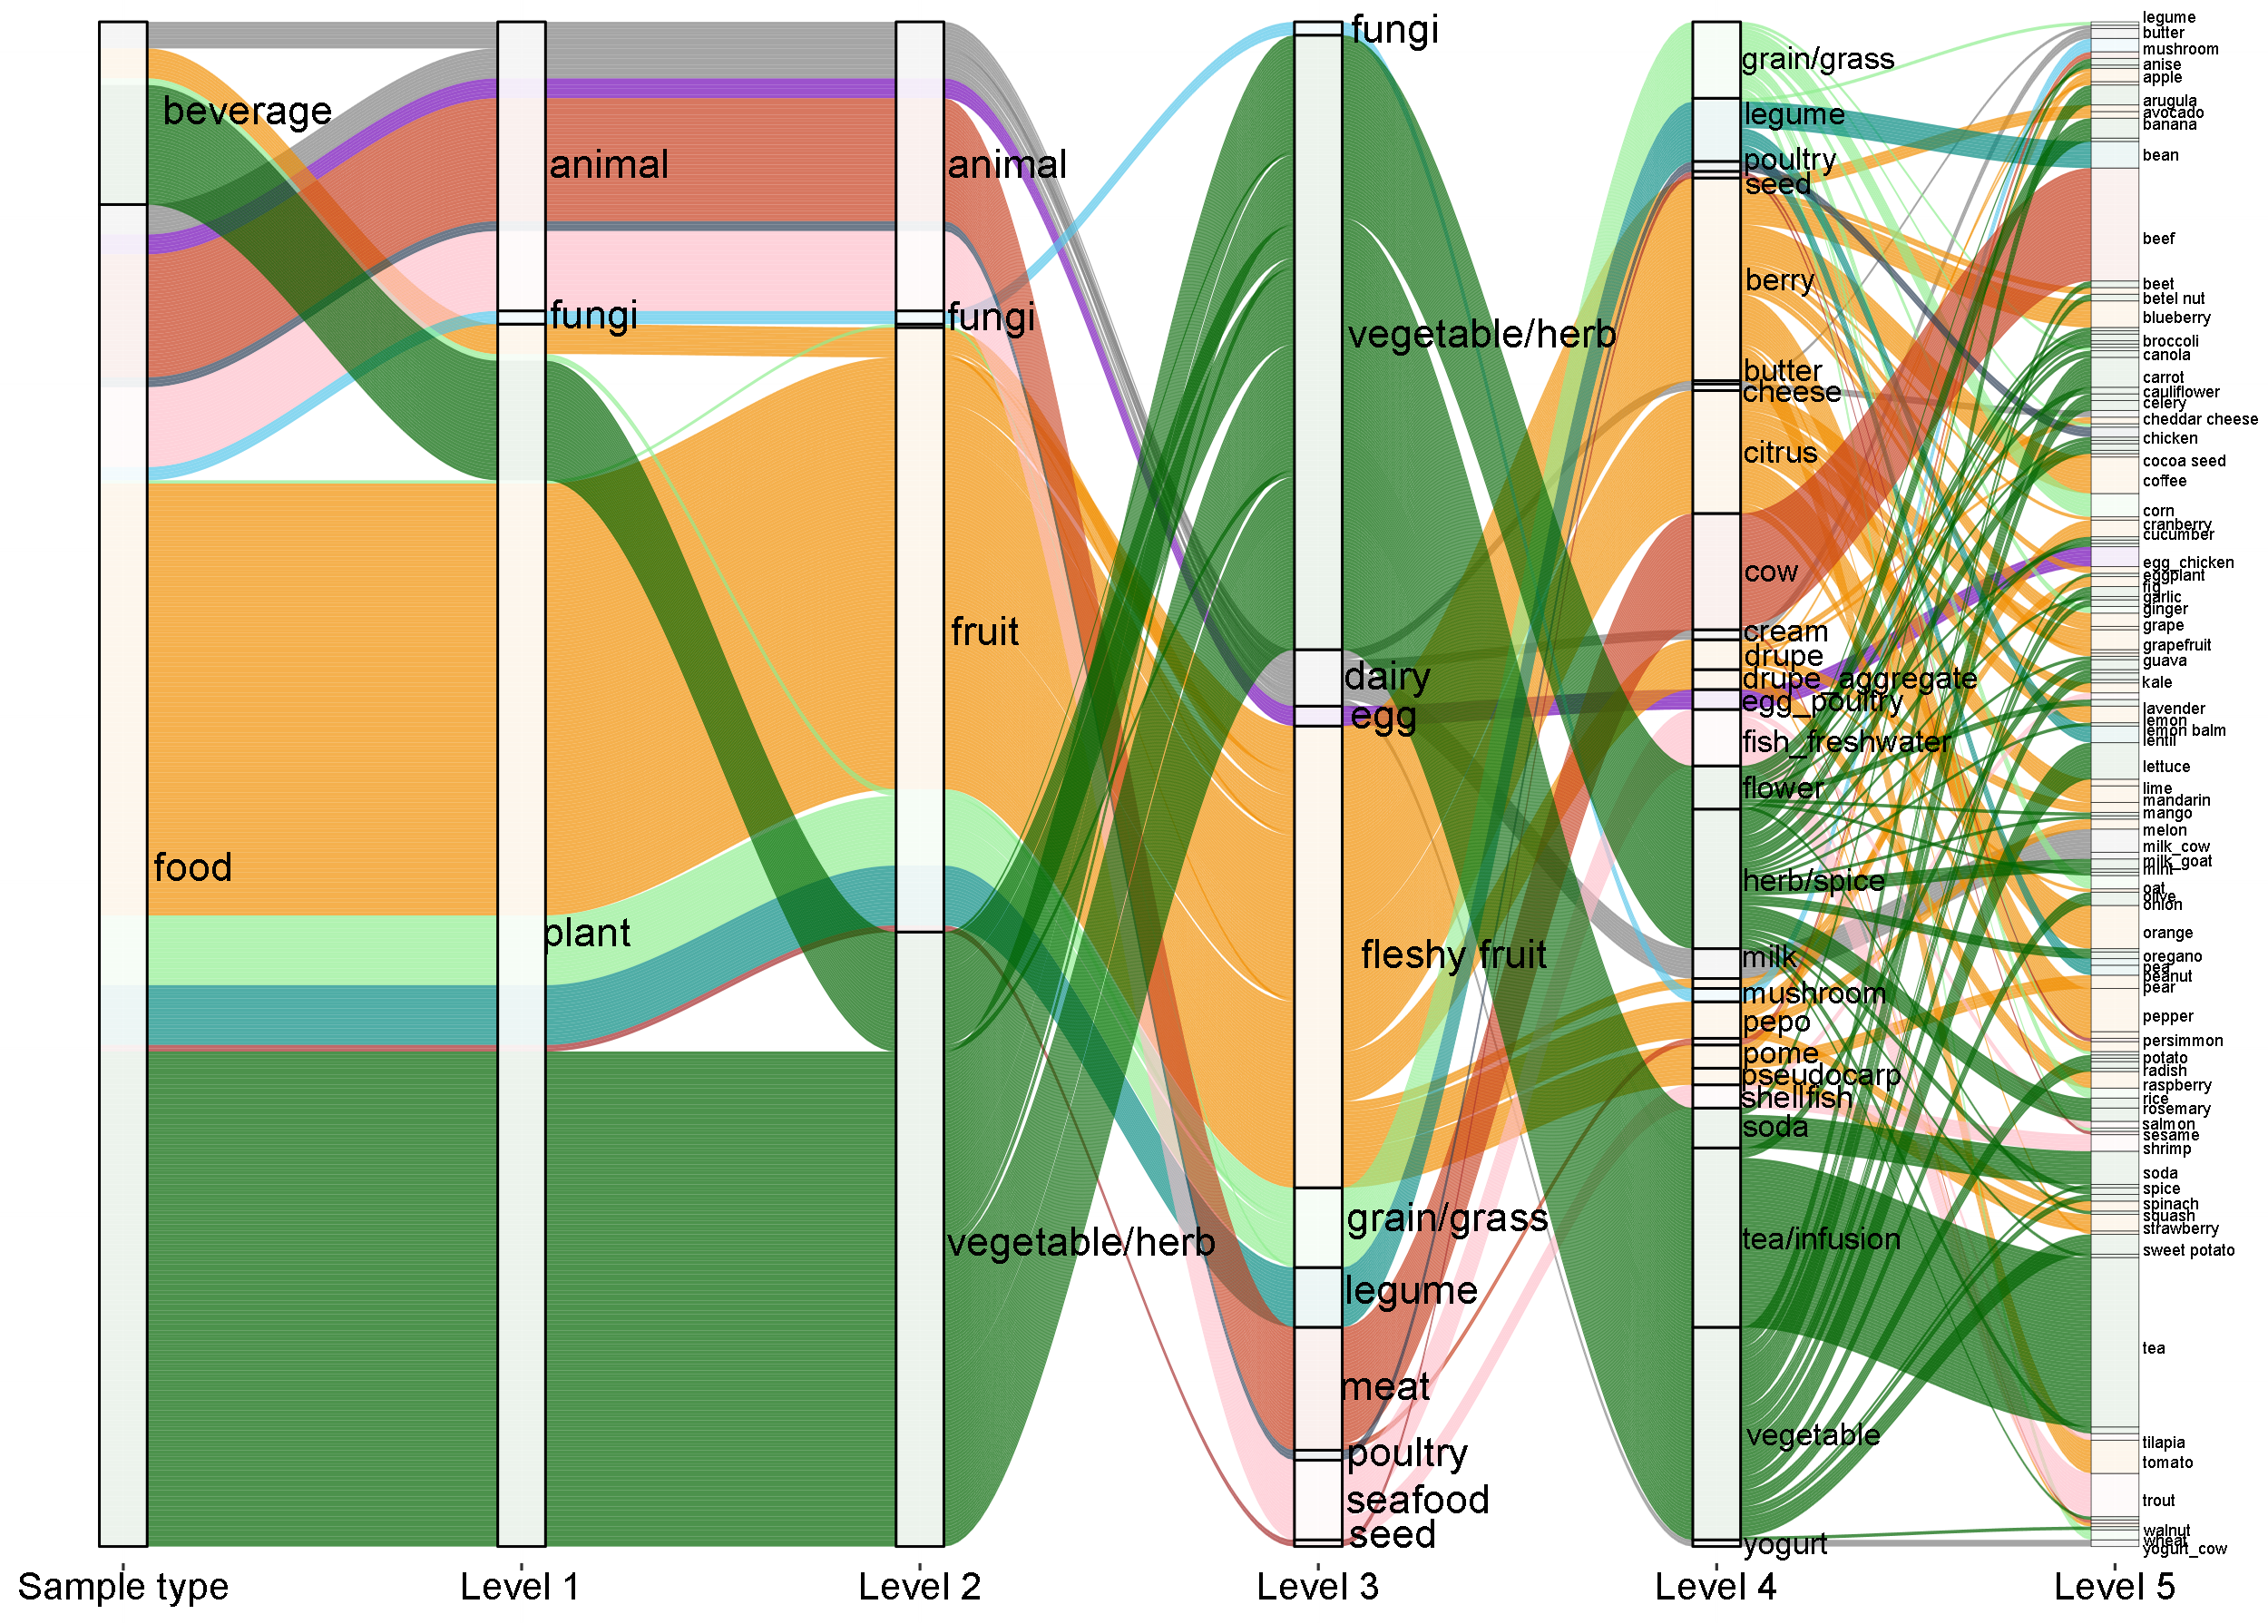 beverage
food
animal
fungi
plant
animal
fungi
fruit
vegetable/herb
fungi
vegetable/herb
dairy
egg
fleshy fruit
grain/grass
legume
meat
poultry
seafood
seed
grain/grass
legume
poultry
seed
berry
butter
cheese
citrus
cow
cream
drupe
drupe_aggregate
egg_poultry
fish_freshwater
flower
herb/spice
milk
mushroom
pepo
pome
pseudocarp
shellfish
soda
tea/infusion
vegetable
yogurt
legume
butter
mushroom
anise
apple
arugula
avocado
banana
bean
beef
beet
betel nut
blueberry
broccoli
canola
carrot
cauliflower
celery
cheddar cheese
chicken
cocoa seed
coffee
corn
cranberry
cucumber
egg_chicken
eggplant
fig
garlic
ginger
grape
grapefruit
guava
kale
lavender
lemon
lemon balm
lentil
lettuce
lime
mandarin
mango
melon
milk_cow
milk_goat
mint
oat
olive
onion
orange
oregano
pea
peanut
pear
pepper
persimmon
potato
radish
raspberry
rice
rosemary
salmon
sesame
shrimp
soda
spice
spinach
squash
strawberry
sweet potato
tea
tilapia
tomato
trout
walnut
wheat
yogurt_cow
Sample type
Level 1
Level 2
Level 3
Level 4
Level 5